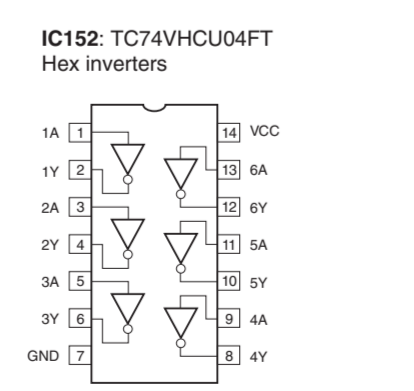 IC152: TC74VHCU04FT
Hex inverters
1A 1 14 VCC
1Y 2 13 6A
2A 3 12 6Y
2Y 4 11 5A
3A 5 10 5Y
3Y 6 9 4A
GND 7 8 4Y